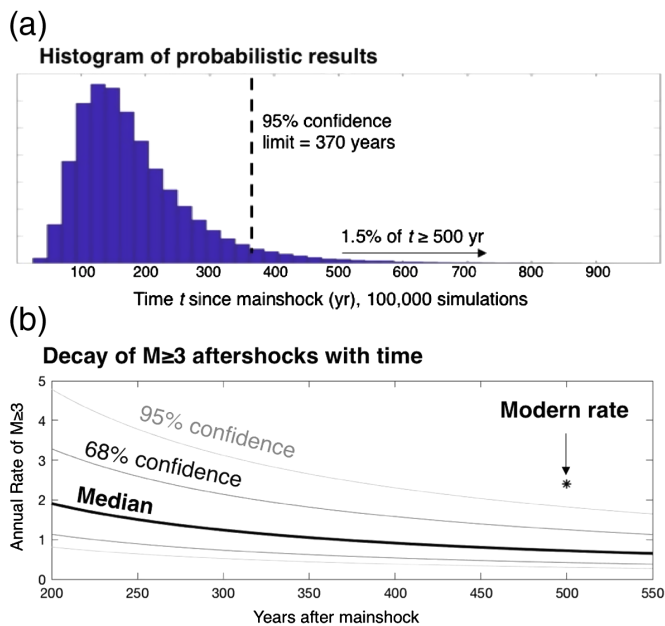 (a)
Histogram of probabilistic results
95% confidence
limit = 370 years
1.5% of t ≥ 500 yr
100 200 300 400 500 600 700 800 900
Time t since mainshock (yr), 100,000 simulations
(b)
Decay of M≥3 aftershocks with time
5
4
3
2
1
0
Annual Rate of M≥3
95% confidence
68% confidence
Median
Modern rate
*
200 250 300 350 400 450 500 550
Years after mainshock